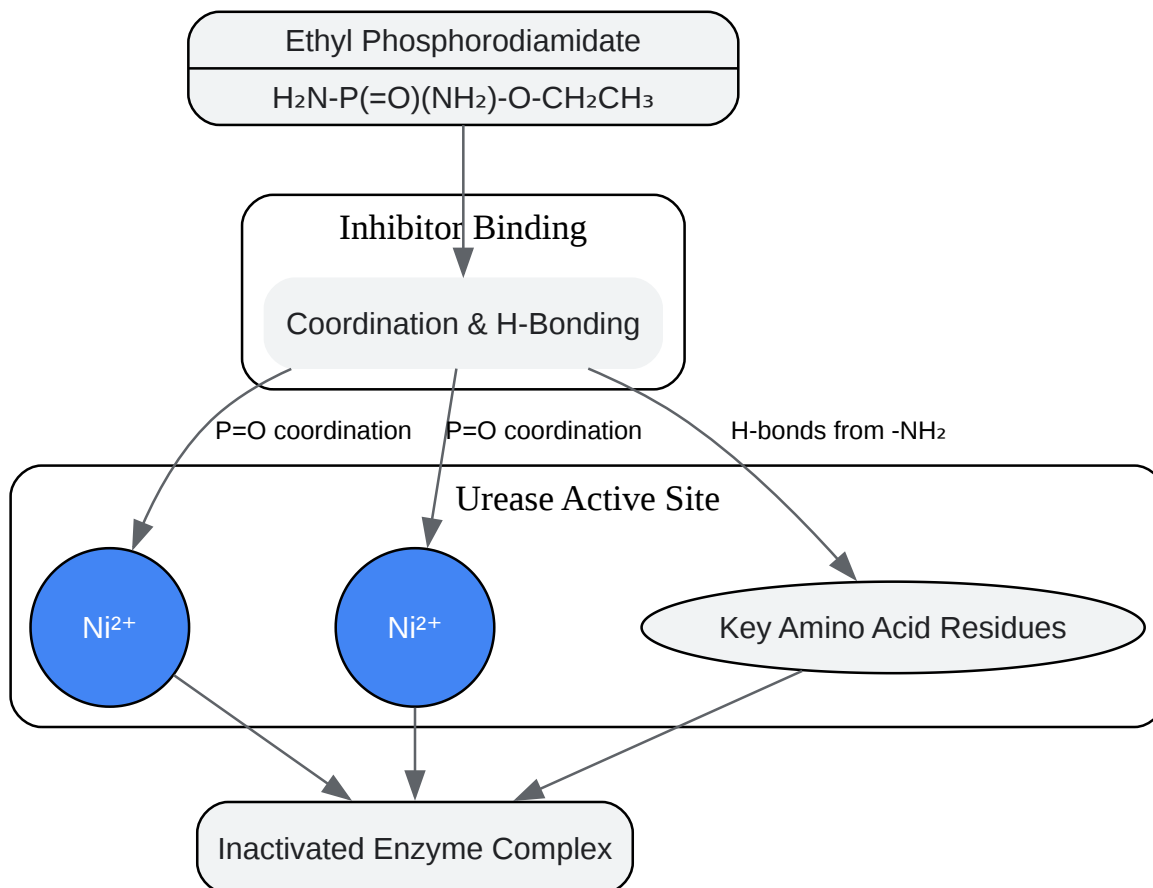 Ethyl Phosphorodiamidate
H₂N-P(=O)(NH₂)-O-CH₂CH₃
Inhibitor Binding
Coordination & H-Bonding
P=O coordination
P=O coordination
H-bonds from -NH₂
Urease Active Site
Ni²⁺
Ni²⁺
Key Amino Acid Residues
Inactivated Enzyme Complex